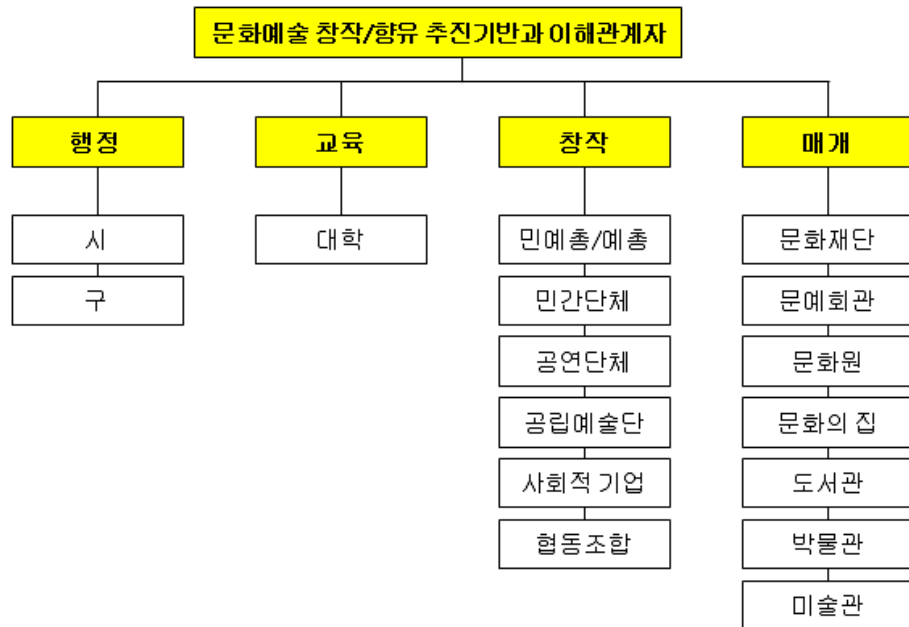 문화예술 창작/향유 추진기반과 이해관계자
행정
교육
창작
매개
시
구
대학
민예총/예총
민간단체
공연단체
공립예술단
사회적 기업
협동조합
문화재단
문예회관
문화원
문화의 집
도서관
박물관
미술관